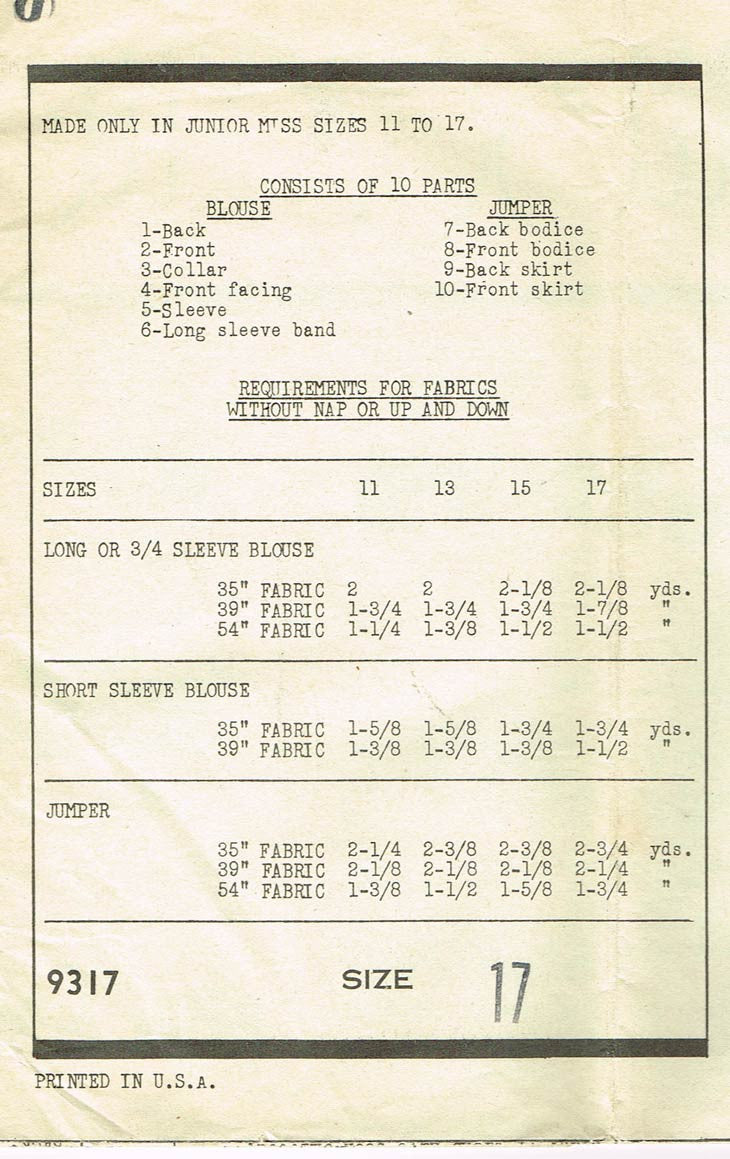 MADE ONLY IN JUNIOR MISS SIZES 11 TO 17.
CONSISTS OF 10 PARTS
BLOUSE JUMPER
1-Back 7-Back bodice
2-Front 8-Front bodice
3-Collar 9-Back skirt
4-Front facing 10-Front skirt
5-Sleeve
6-Long sleeve band
REQUIREMENTS FOR FABRICS
WITHOUT NAP OR UP AND DOWN
SIZES 11 13 15 17
LONG OR 3/4 SLEEVE BLOUSE
35" FABRIC 2 2 2-1/8 2-1/8 yds.
39" FABRIC 1-3/4 1-3/4 1-3/4 1-7/8 "
54" FABRIC 1-1/4 1-3/8 1-1/2 1-1/2 "
SHORT SLEEVE BLOUSE
35" FABRIC 1-5/8 1-5/8 1-3/4 1-3/4 yds.
39" FABRIC 1-3/8 1-3/8 1-3/8 1-1/2 "
JUMPER
35" FABRIC 2-1/4 2-3/8 2-3/8 2-3/4 yds.
39" FABRIC 2-1/8 2-1/8 2-1/8 2-1/4 "
54" FABRIC 1-3/8 1-1/2 1-5/8 1-3/4 "
9317 SIZE 17
PRINTED IN U.S.A.